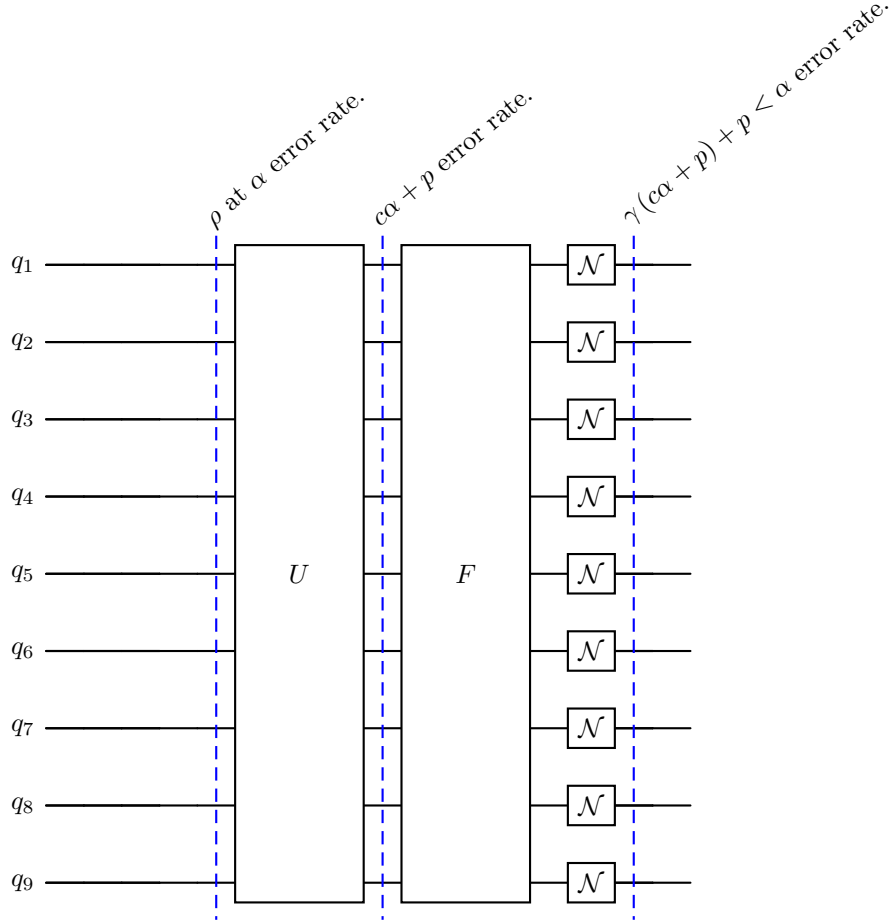 ρ at α error rate.
cα + p error rate.
γ (cα + p) + p < α error rate.
q₁
𝒩
q₂
𝒩
q₃
𝒩
q₄
𝒩
q₅
U
F
𝒩
q₆
𝒩
q₇
𝒩
q₈
𝒩
q₉
𝒩